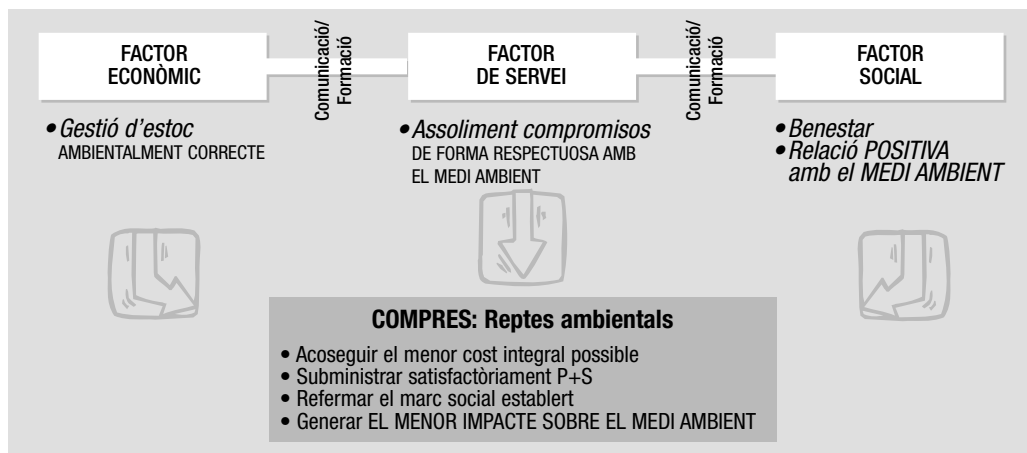 FACTOR
ECONÒMIC
Comunicació/
Formació
FACTOR
DE SERVEI
Comunicació/
Formació
FACTOR
SOCIAL
• Gestió d'estoc
AMBIENTALMENT CORRECTE
• Assoliment compromisos
DE FORMA RESPECTUOSA AMB
EL MEDI AMBIENT
• Benestar
• Relació POSITIVA
amb el MEDI AMBIENT
COMPRES: Reptes ambientals
• Acoseguir el menor cost integral possible
• Subministrar satisfactòriament P+S
• Refermar el marc social establert
• Generar EL MENOR IMPACTE SOBRE EL MEDI AMBIENT